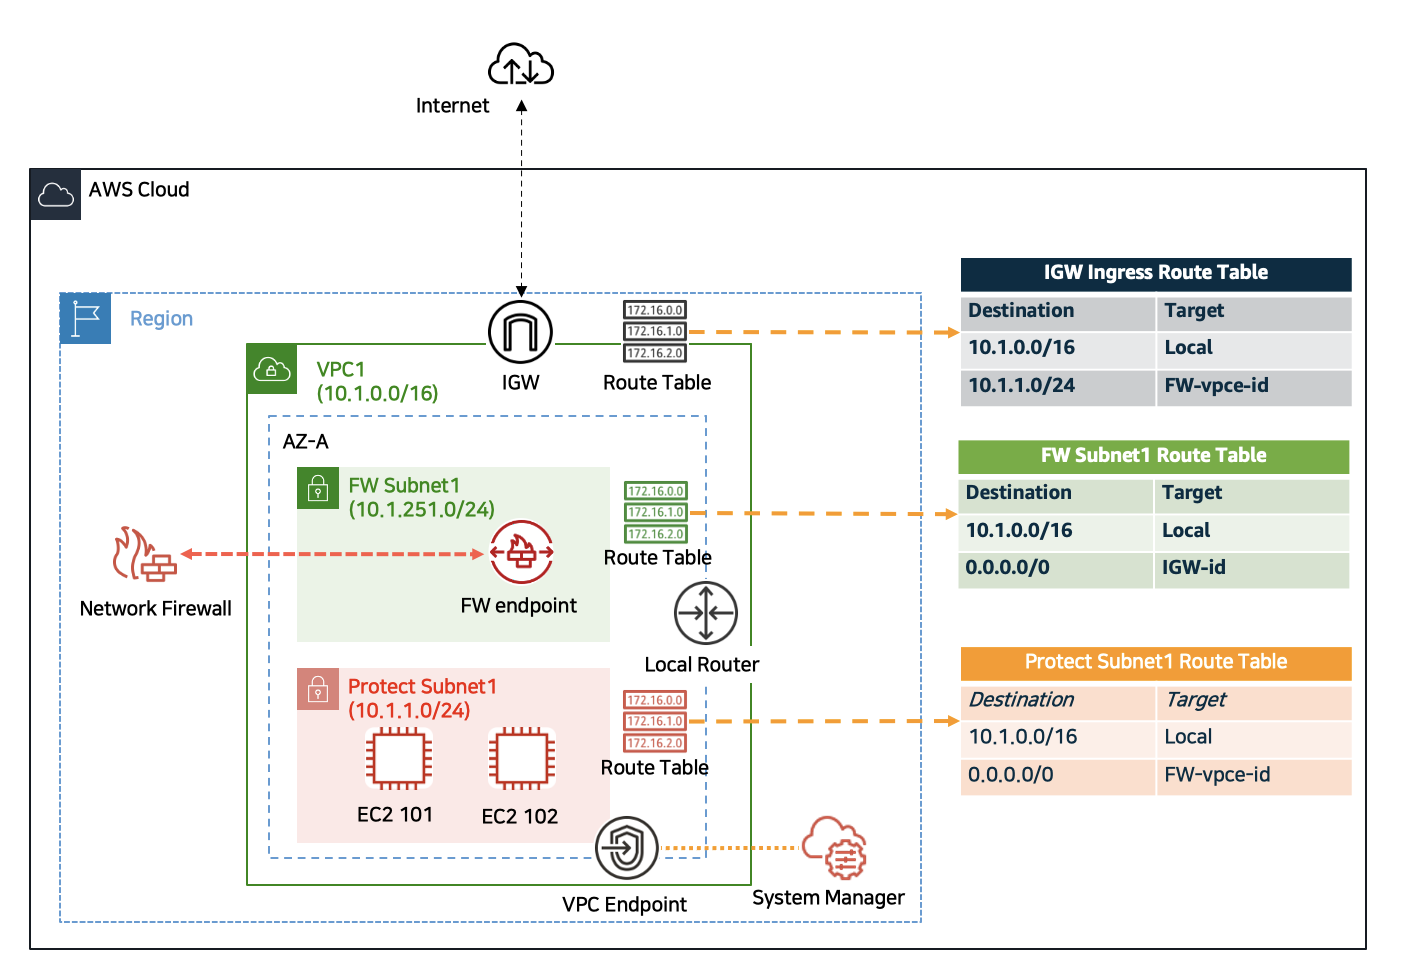 Internet
AWS Cloud
Region
IGW
172.16.0.0
172.16.1.0
172.16.2.0
Route Table
VPC1
(10.1.0.0/16)
AZ-A
FW Subnet1
(10.1.251.0/24)
172.16.0.0
172.16.1.0
172.16.2.0
Route Table
Network Firewall
FW endpoint
Local Router
Protect Subnet1
(10.1.1.0/24)
172.16.0.0
172.16.1.0
172.16.2.0
Route Table
EC2 101
EC2 102
VPC Endpoint
System Manager
IGW Ingress Route Table
Destination Target
10.1.0.0/16 Local
10.1.1.0/24 FW-vpce-id
FW Subnet1 Route Table
Destination Target
10.1.0.0/16 Local
0.0.0.0/0 IGW-id
Protect Subnet1 Route Table
Destination Target
10.1.0.0/16 Local
0.0.0.0/0 FW-vpce-id